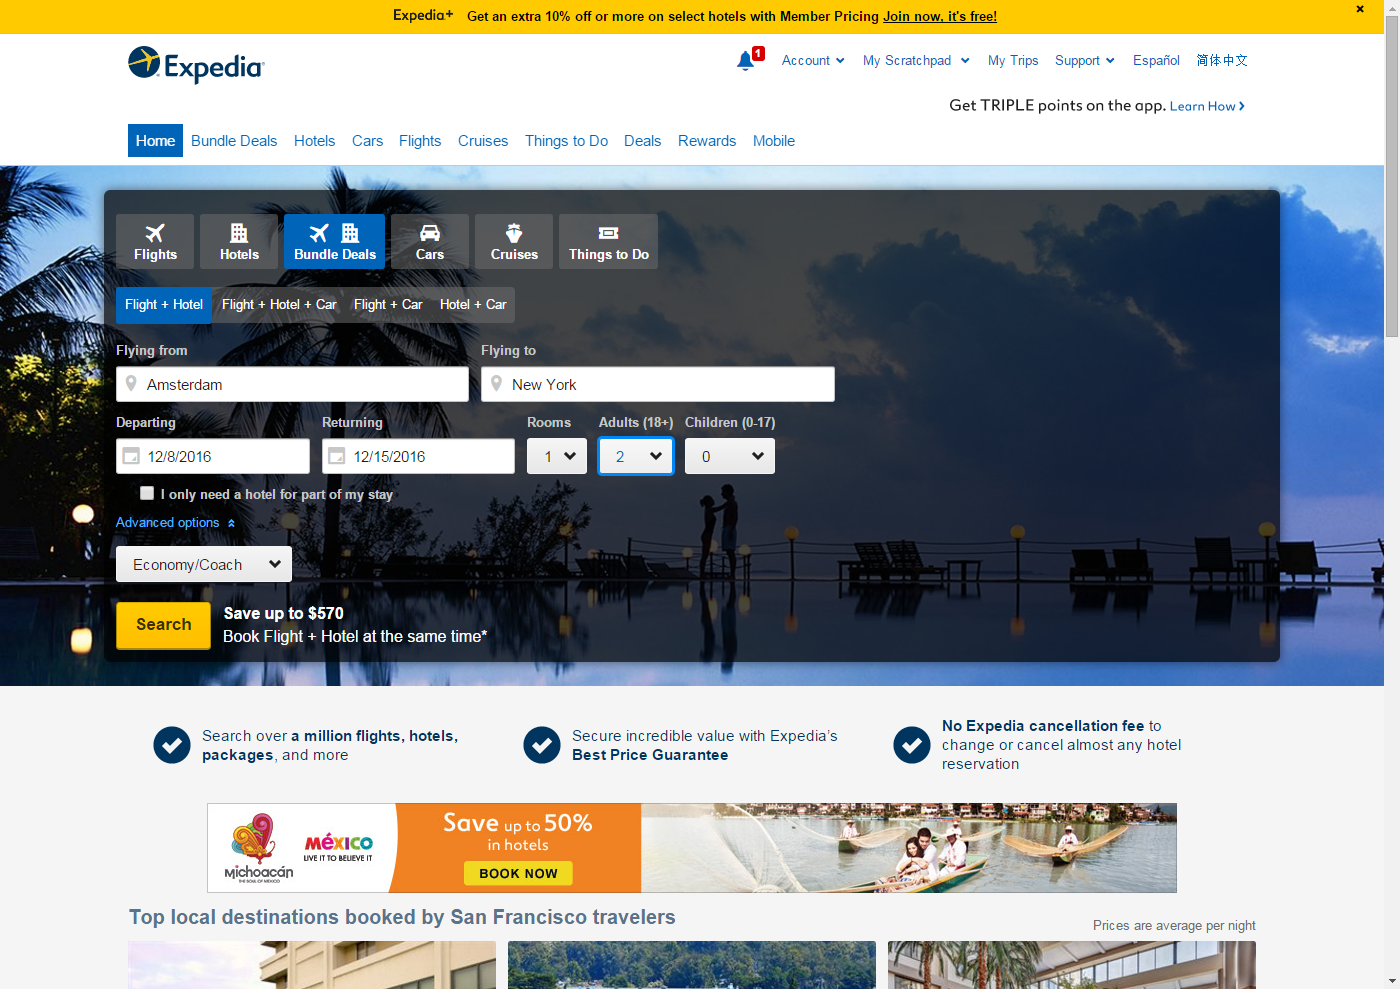 Expedia+ Get an extra 10% off or more on select hotels with Member Pricing Join now, it's free!
Expedia
1 Account My Scratchpad My Trips Support Español 简体中文
Get TRIPLE points on the app. Learn How
Home Bundle Deals Hotels Cars Flights Cruises Things to Do Deals Rewards Mobile
Flights Hotels Bundle Deals Cars Cruises Things to Do
Flight + Hotel Flight + Hotel + Car Flight + Car Hotel + Car
Flying from Flying to
Amsterdam New York
Departing Returning Rooms Adults (18+) Children (0-17)
12/8/2016 12/15/2016 1 2 0
I only need a hotel for part of my stay
Advanced options
Economy/Coach
Search
Save up to $570
Book Flight + Hotel at the same time*
Search over a million flights, hotels,
packages, and more
Secure incredible value with Expedia's
Best Price Guarantee
No Expedia cancellation fee to
change or cancel almost any hotel
reservation
Michoacán
THE SOUL OF MEXICO
MÉXICO
LIVE IT TO BELIEVE IT
Save up to 50%
in hotels
BOOK NOW
Top local destinations booked by San Francisco travelers
Prices are average per night